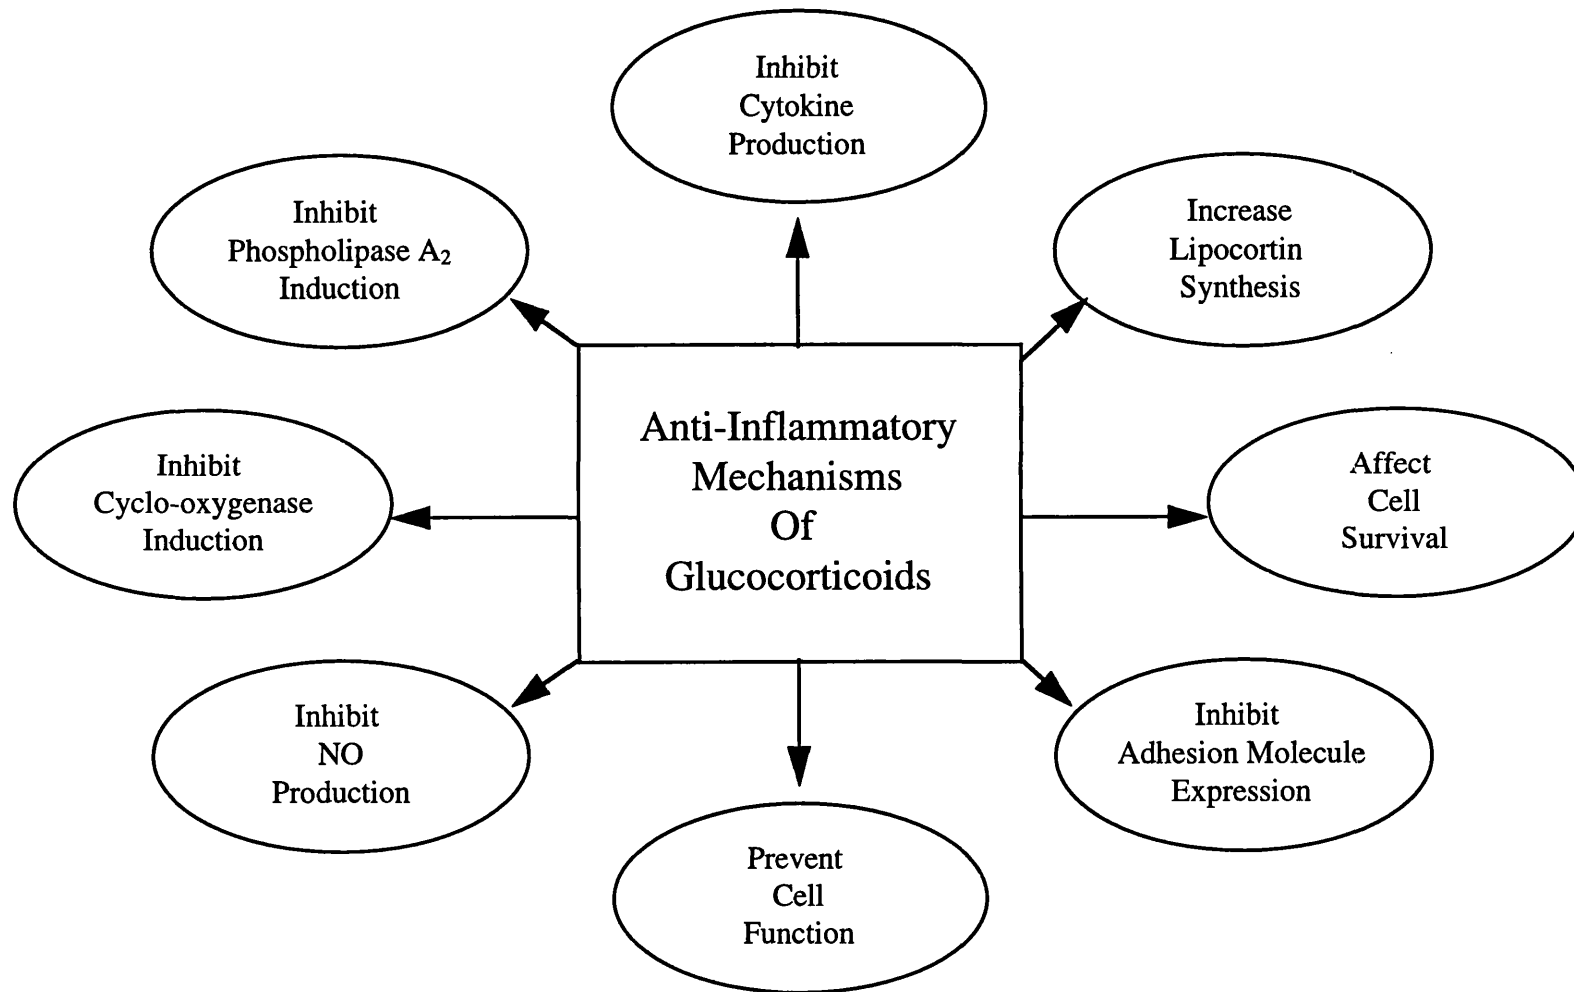 Inhibit
Cytokine
Production
Inhibit
Phospholipase A₂
Induction
Increase
Lipocortin
Synthesis
Anti-Inflammatory
Mechanisms
Of
Glucocorticoids
Inhibit
Cyclo-oxygenase
Induction
Affect
Cell
Survival
Inhibit
NO
Production
Inhibit
Adhesion Molecule
Expression
Prevent
Cell
Function